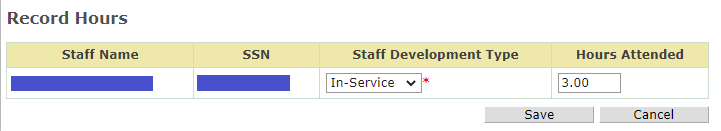 Record Hours
Staff Name SSN Staff Development Type Hours Attended
In-Service * 3.00
Save Cancel